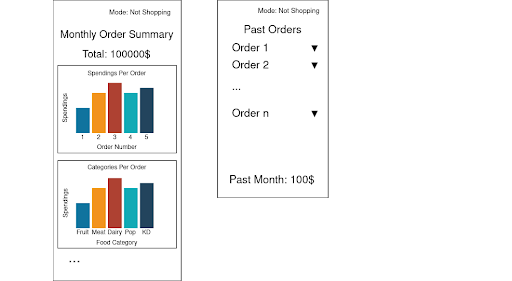 Mode: Not Shopping
Monthly Order Summary
Total: 100000$
Spendings Per Order
Spendings
1 2 3 4 5
Order Number
Categories Per Order
Spendings
Fruit Meat Dairy Pop KD
Food Category
...
Mode: Not Shopping
Past Orders
Order 1 ▼
Order 2 ▼
...
Order n ▼
Past Month: 100$